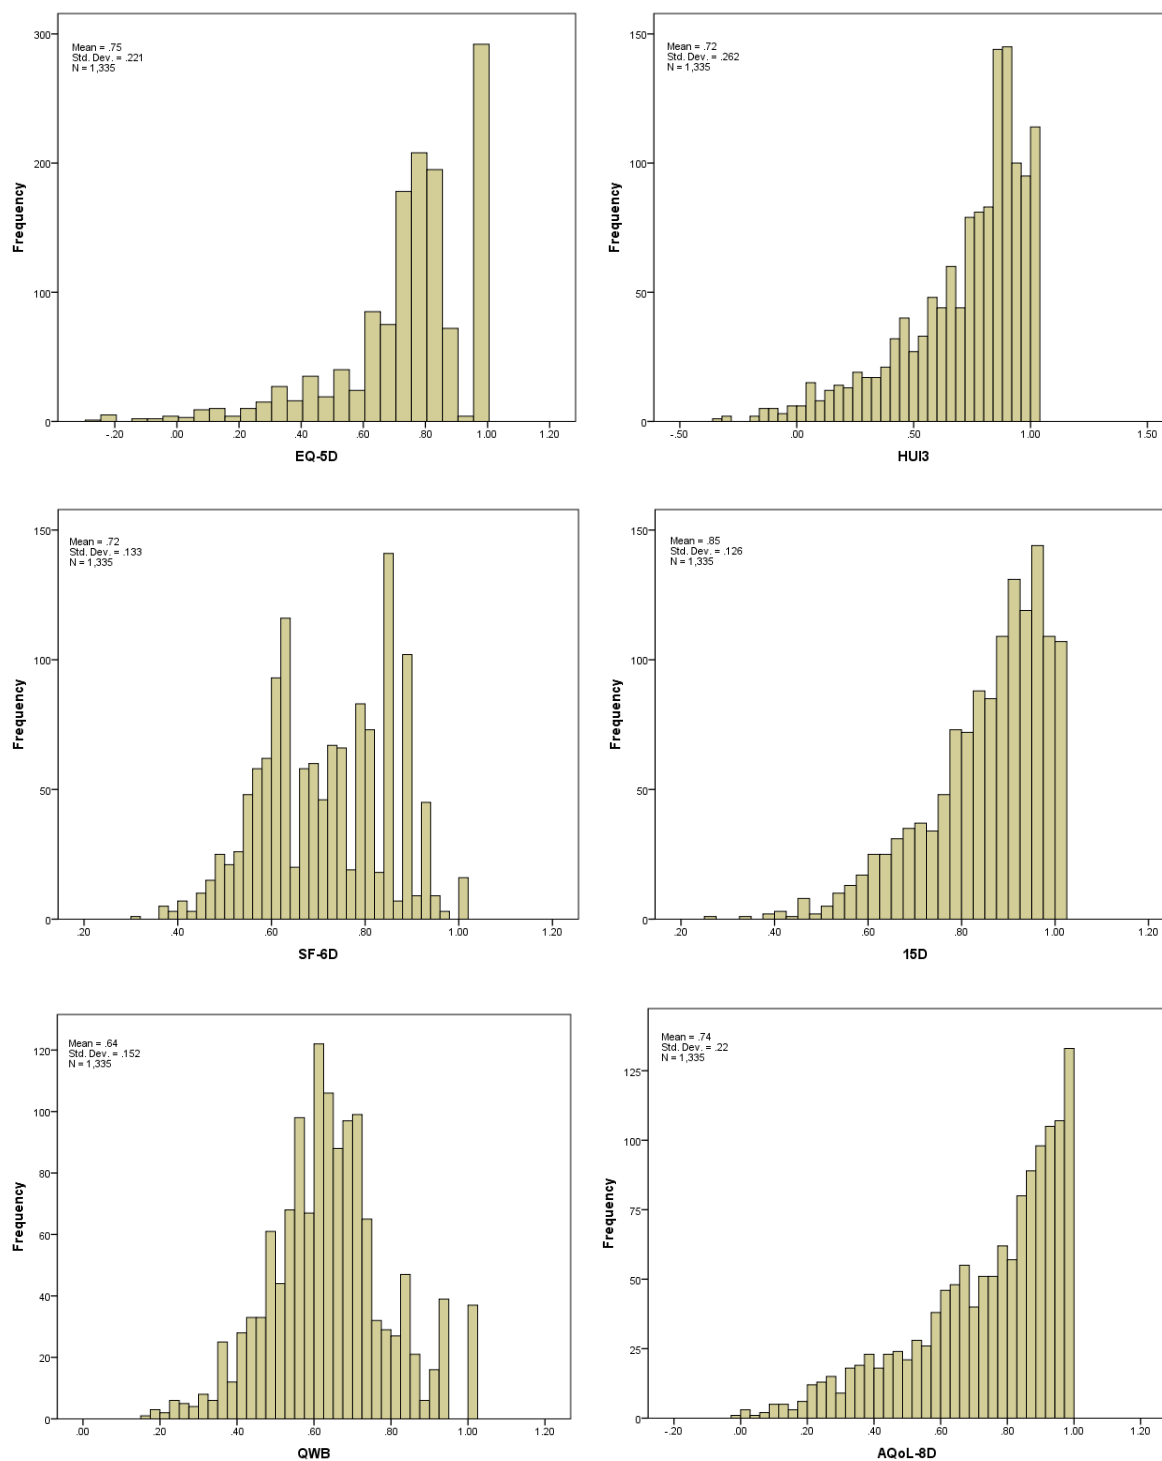 Mean = .75
Std. Dev. = .221
N = 1,335
300
200
100
0
Frequency
-.20 .00 .20 .40 .60 .80 1.00 1.20
EQ-5D
Mean = .72
Std. Dev. = .262
N = 1,335
150
100
50
0
Frequency
-.50 .00 .50 1.00 1.50
HUI3
Mean = .72
Std. Dev. = .133
N = 1,335
150
100
50
0
Frequency
.20 .40 .60 .80 1.00 1.20
SF-6D
Mean = .85
Std. Dev. = .126
N = 1,335
150
100
50
0
Frequency
.20 .40 .60 .80 1.00 1.20
15D
Mean = .64
Std. Dev. = .152
N = 1,335
120
100
80
60
40
20
0
Frequency
.00 .20 .40 .60 .80 1.00 1.20
QWB
Mean = .74
Std. Dev. = .22
N = 1,335
125
100
75
50
25
0
Frequency
-.20 .00 .20 .40 .60 .80 1.00 1.20
AQoL-8D